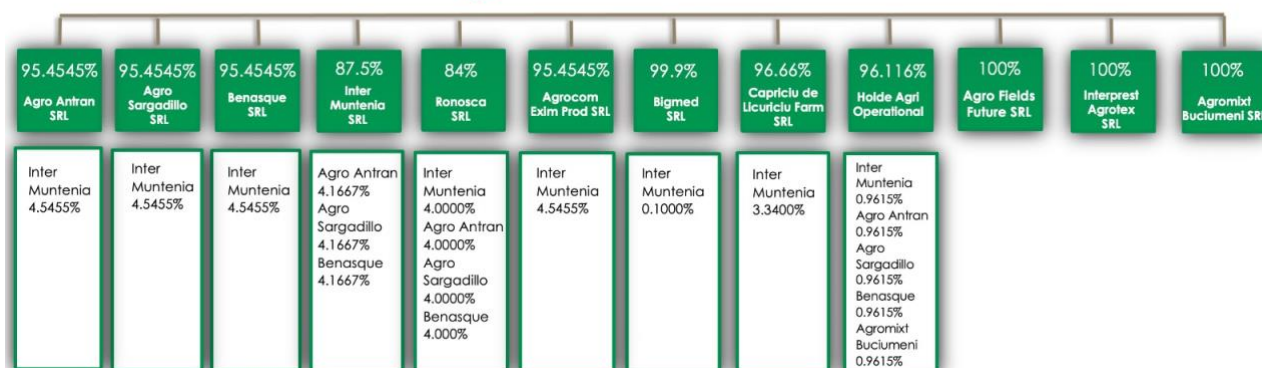 95.4545%
Agro Antran
SRL
95.4545%
Agro
Sargadillo
SRL
95.4545%
Benasque
SRL
87.5%
Inter
Muntenia
SRL
84%
Ronosca
SRL
95.4545%
Agrocom
Exim Prod SRL
99.9%
Bigmed
SRL
96.66%
Capriciu de
Licuriciu Farm
SRL
96.116%
Holde Agri
Operational
100%
Agro Fields
Future SRL
100%
Interprest
Agrotex
SRL
100%
Agromixt
Buciumeni SRL
Inter
Muntenia
4.5455%
Inter
Muntenia
4.5455%
Inter
Muntenia
4.5455%
Agro Antran
4.1667%
Agro
Sargadillo
4.1667%
Benasque
4.1667%
Inter
Muntenia
4.0000%
Agro Antran
4.0000%
Agro
Sargadillo
4.0000%
Benasque
4.000%
Inter
Muntenia
4.5455%
Inter
Muntenia
0.1000%
Inter
Muntenia
3.3400%
Inter
Muntenia
0.9615%
Agro Antran
0.9615%
Agro
Sargadillo
0.9615%
Benasque
0.9615%
Agromixt
Buciumeni
0.9615%